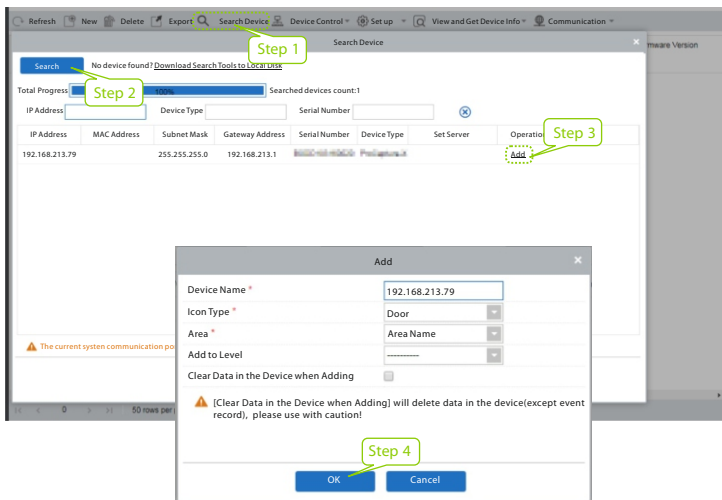 Refresh New Delete Export Search Device Device Control Set up View and Get Device Info Communication
Step 1
Search Device
mware Version
Search No device found? Download Search Tools to Local Disk
Step 2
Total Progress 100% Searched devices count:1
IP Address Device Type Serial Number
Step 3
IP Address MAC Address Subnet Mask Gateway Address Serial Number Device Type Set Server Operation
192.168.213.79 255.255.255.0 192.168.213.1 Add
Add
Device Name * 192.168.213.79
Icon Type * Door
Area * Area Name
Add to Level ----------
Clear Data in the Device when Adding
The current systen communication po
[Clear Data in the Device when Adding] will delete data in the device(except event
record), please use with caution!
0 50 rows per
Step 4
OK Cancel